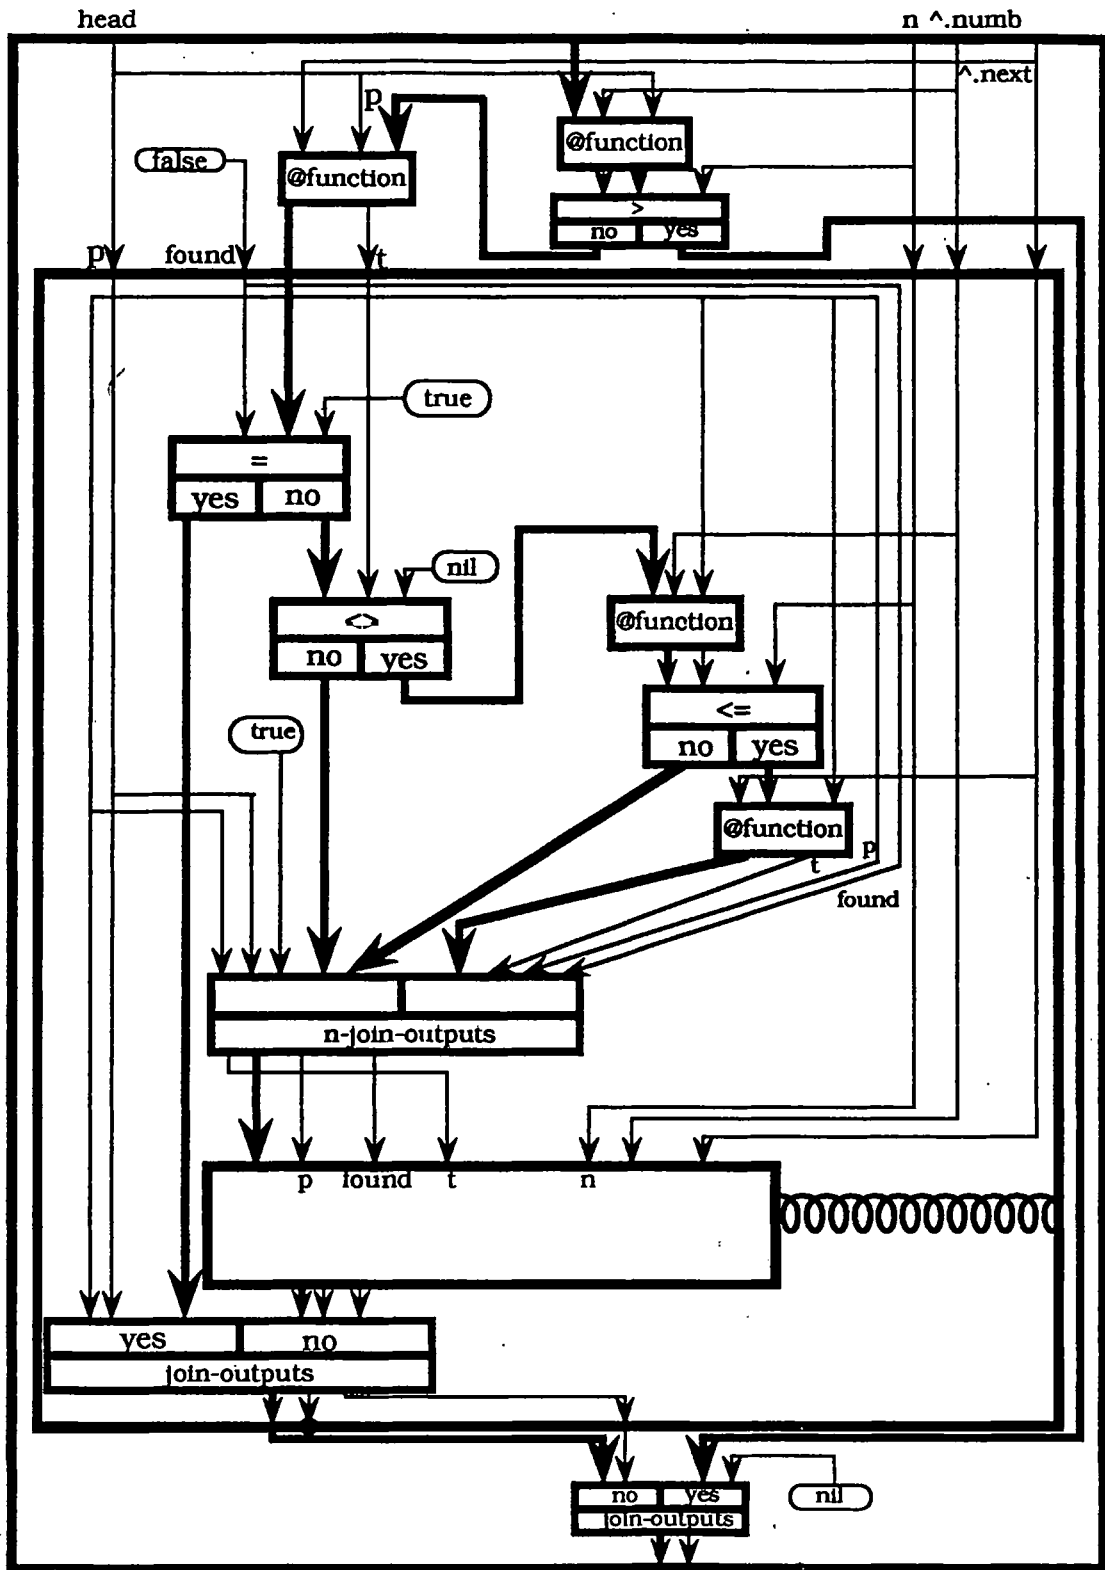 head n ^.numb
^.next
p
@function
false
@function
>
no yes
p found t
true
=
yes no
nil
<>
no yes
@function
<=
no yes
true
@function
t p
found
n-join-outputs
p found t n
yes no
join-outputs
no yes
nil
join-outputs